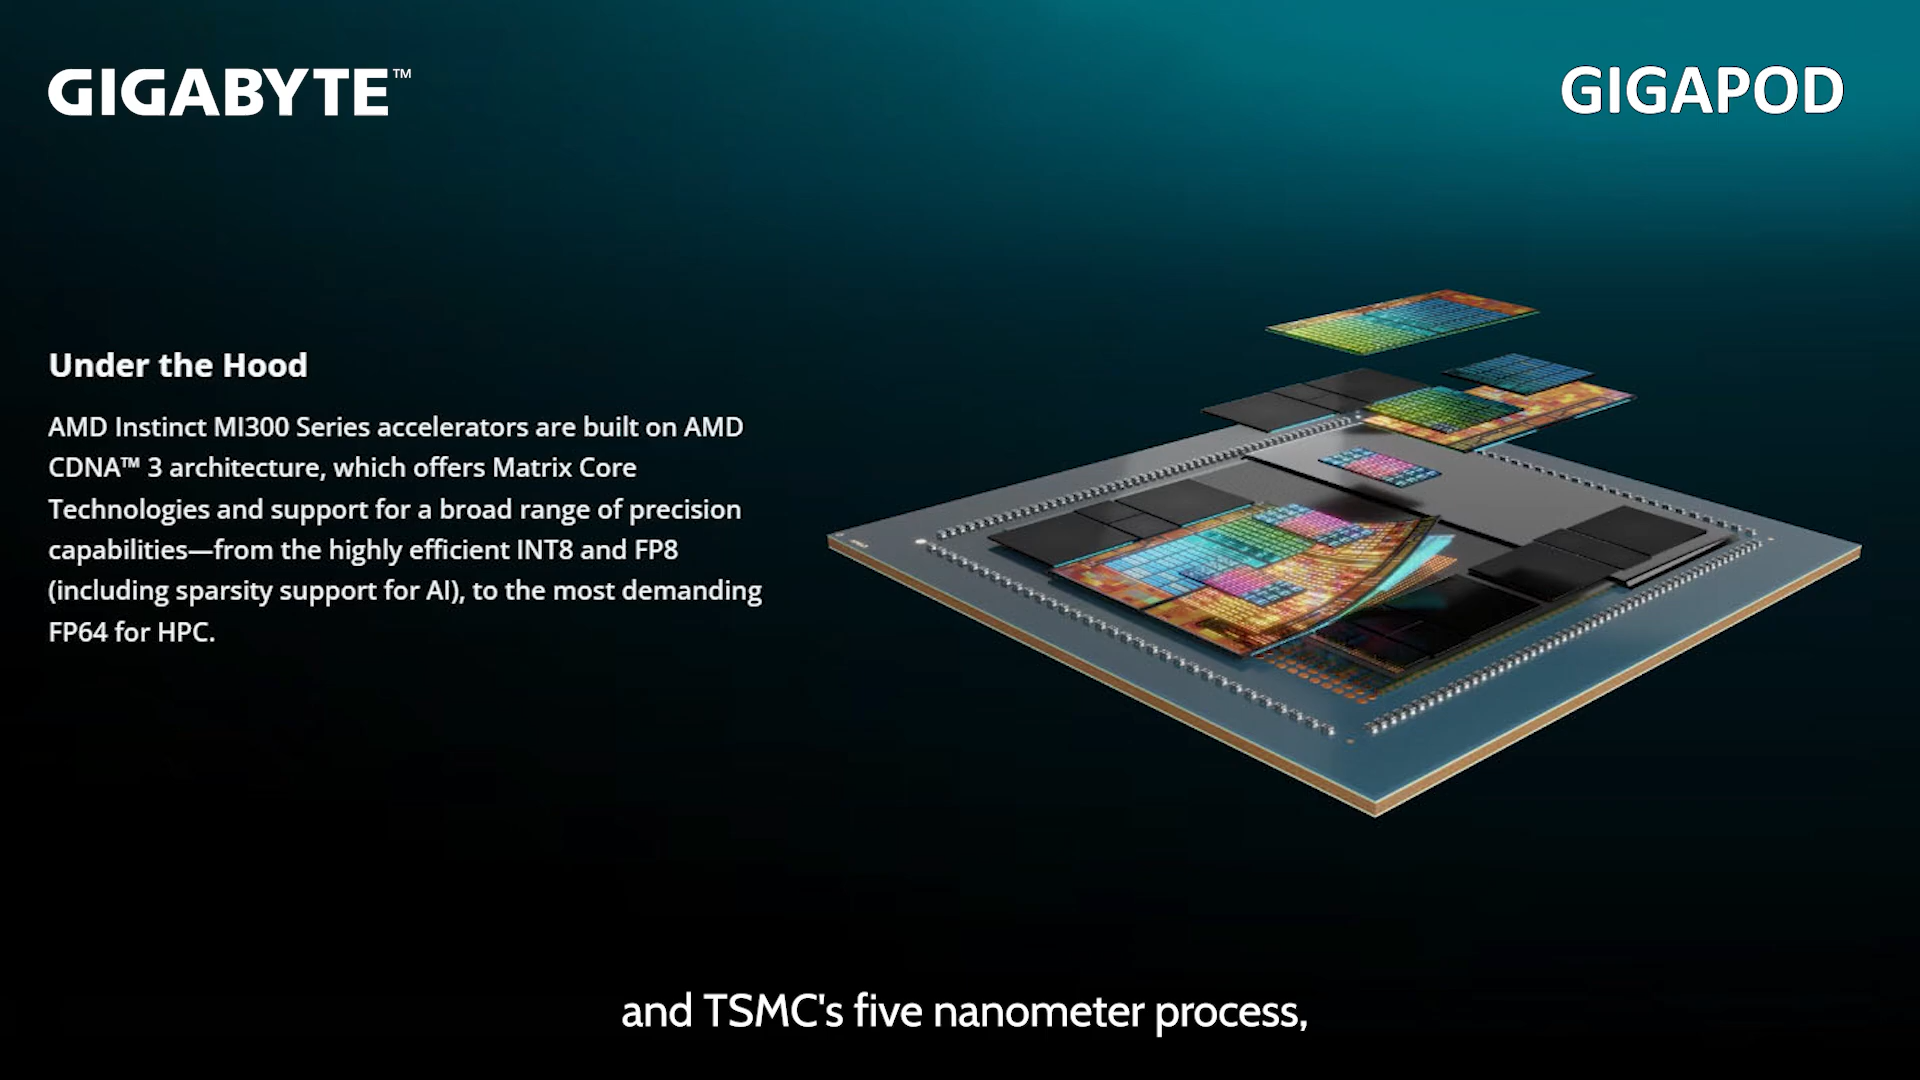 GIGABYTE™
GIGAPOD
Under the Hood
AMD Instinct MI300 Series accelerators are built on AMD
CDNA™ 3 architecture, which offers Matrix Core
Technologies and support for a broad range of precision
capabilities—from the highly efficient INT8 and FP8
(including sparsity support for AI), to the most demanding
FP64 for HPC.
and TSMC's five nanometer process,